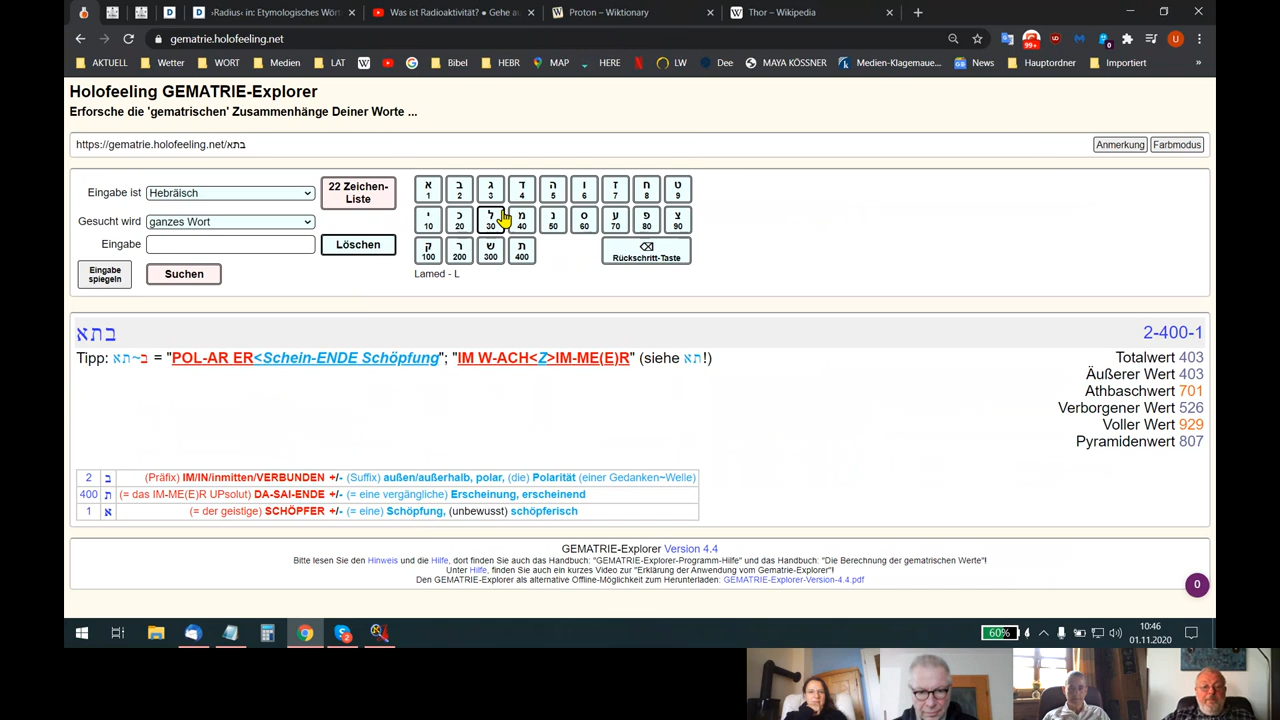 ›Radius‹ in: Etymologisches Wört
Was ist Radioaktivität? ● Gehe au
Proton – Wiktionary
Thor – Wikipedia
gematrie.holofeeling.net
99+
0
AKTUELL Wetter WORT Medien LAT Bibel HEBR MAP HERE LW Dee MAYA KÖSSNER Medien-Klagemaue... News Hauptordner Importiert »
Holofeeling GEMATRIE-Explorer
Erforsche die 'gematrischen' Zusammenhänge Deiner Worte ...
https://gematrie.holofeeling.net/בתא
Anmerkung Farbmodus
Eingabe ist Hebräisch
22 Zeichen-Liste
Gesucht wird ganzes Wort
Eingabe Löschen
Eingabe spiegeln Suchen
א ב ג ד ה ו ז ח ט
1 2 3 4 5 6 7 8 9
י כ ל מ נ ס ע פ צ
10 20 30 40 50 60 70 80 90
ק ר ש ת ⌫
100 200 300 400 Rückschritt-Taste
Lamed - L
בתא 2-400-1
Tipp: ב~תא = "POL-AR ER<Schein-ENDE Schöpfung"; "IM W-ACH<Z>IM-ME(E)R" (siehe תא!)
Totalwert 403
Äußerer Wert 403
Athbaschwert 701
Verborgener Wert 526
Voller Wert 929
Pyramidenwert 807
2 ב (Präfix) IM/IN/inmitten/VERBUNDEN +/- (Suffix) außen/außerhalb, polar, (die) Polarität (einer Gedanken~Welle)
400 ת (= das IM-ME(E)R UPsolut) DA-SAI-ENDE +/- (= eine vergängliche) Erscheinung, erscheinend
1 א (= der geistige) SCHÖPFER +/- (= eine) Schöpfung, (unbewusst) schöpferisch
GEMATRIE-Explorer Version 4.4
Bitte lesen Sie den Hinweis und die Hilfe, dort finden Sie auch das Handbuch: "GEMATRIE-Explorer-Programm-Hilfe" und das Handbuch: "Die Berechnung der gematrischen Werte"!
Unter Hilfe, finden Sie auch ein kurzes Video zur "Erklärung der Anwendung vom Gematrie-Explorer"!
Den GEMATRIE-Explorer als alternative Offline-Möglichkeit zum Herunterladen: GEMATRIE-Explorer-Version-4.4.pdf
0
60%
10:46
01.11.2020